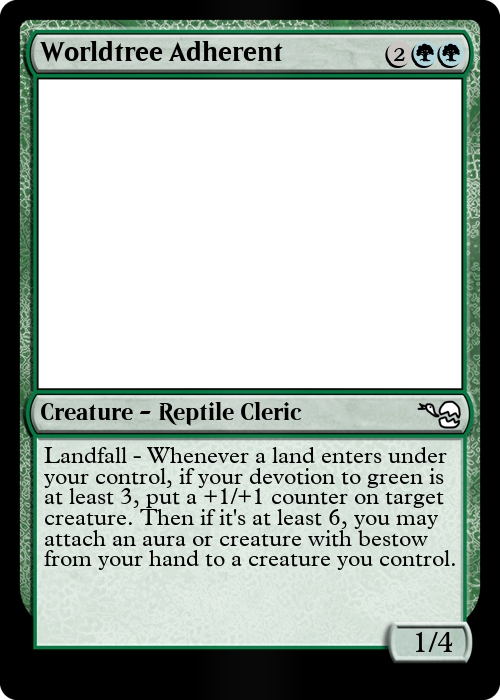 Worldtree Adherent
2
Creature – Reptile Cleric
Landfall - Whenever a land enters under
your control, if your devotion to green is
at least 3, put a +1/+1 counter on target
creature. Then if it's at least 6, you may
attach an aura or creature with bestow
from your hand to a creature you control.
1/4